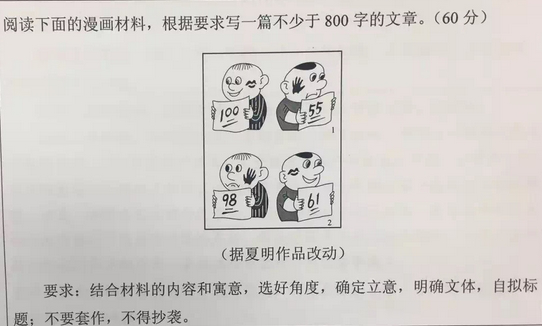 阅读下面的漫画材料，根据要求写一篇不少于800字的文章。（60分）
100
55
1
98
61
2
（据夏明作品改动）
要求：结合材料的内容和寓意，选好角度，确定立意，明确文体，自拟标
题；不要套作，不得抄袭。